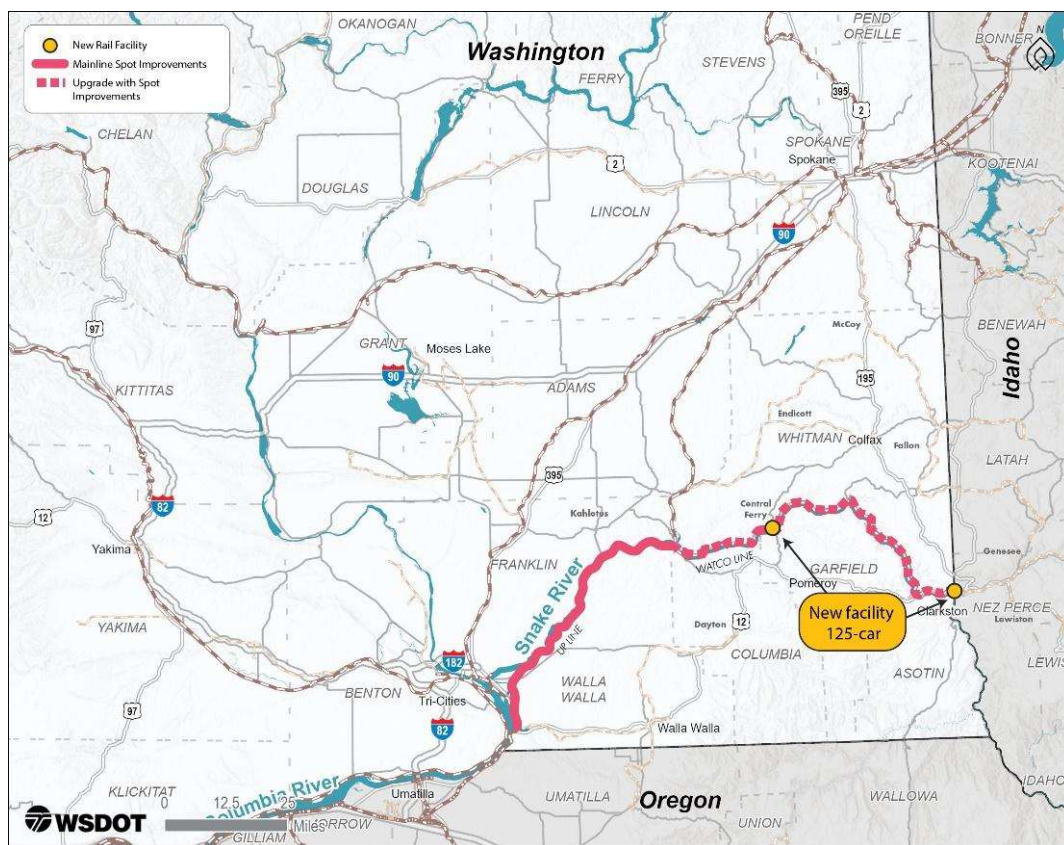 OKANOGAN
PEND
OREILLE
BONNER
N
New Rail Facility
Mainline Spot Improvements
Upgrade with Spot
Improvements
Washington
STEVENS
FERRY
395
2
CHELAN
SPOKANE
Spokane
KOOTENAI
2
DOUGLAS
LINCOLN
90
97
McCoy
BENEWAH
GRANT
Moses Lake
KITTITAS
90
ADAMS
195
Idaho
Endicott
WHITMAN
Colfax
Fallon
LATAH
395
82
12
Kahlotus
Central
Ferry
Yakima
FRANKLIN
WATCO LINE
GARFIELD
Genesee
Pomeroy
Snake River
New facility
125-car
Clarkston
NEZ PERCE
Lewiston
YAKIMA
UP LINE
Dayton
12
COLUMBIA
LEWIS
182
WALLA
WALLA
ASOTIN
BENTON
Tri-Cities
97
82
Walla Walla
IDAHO
KLICKITAT
0 12.5 25
Miles
Columbia River
Umatilla
UMATILLA
Oregon
WALLOWA
WSDOT
GILLIAM
MORROW
UNION